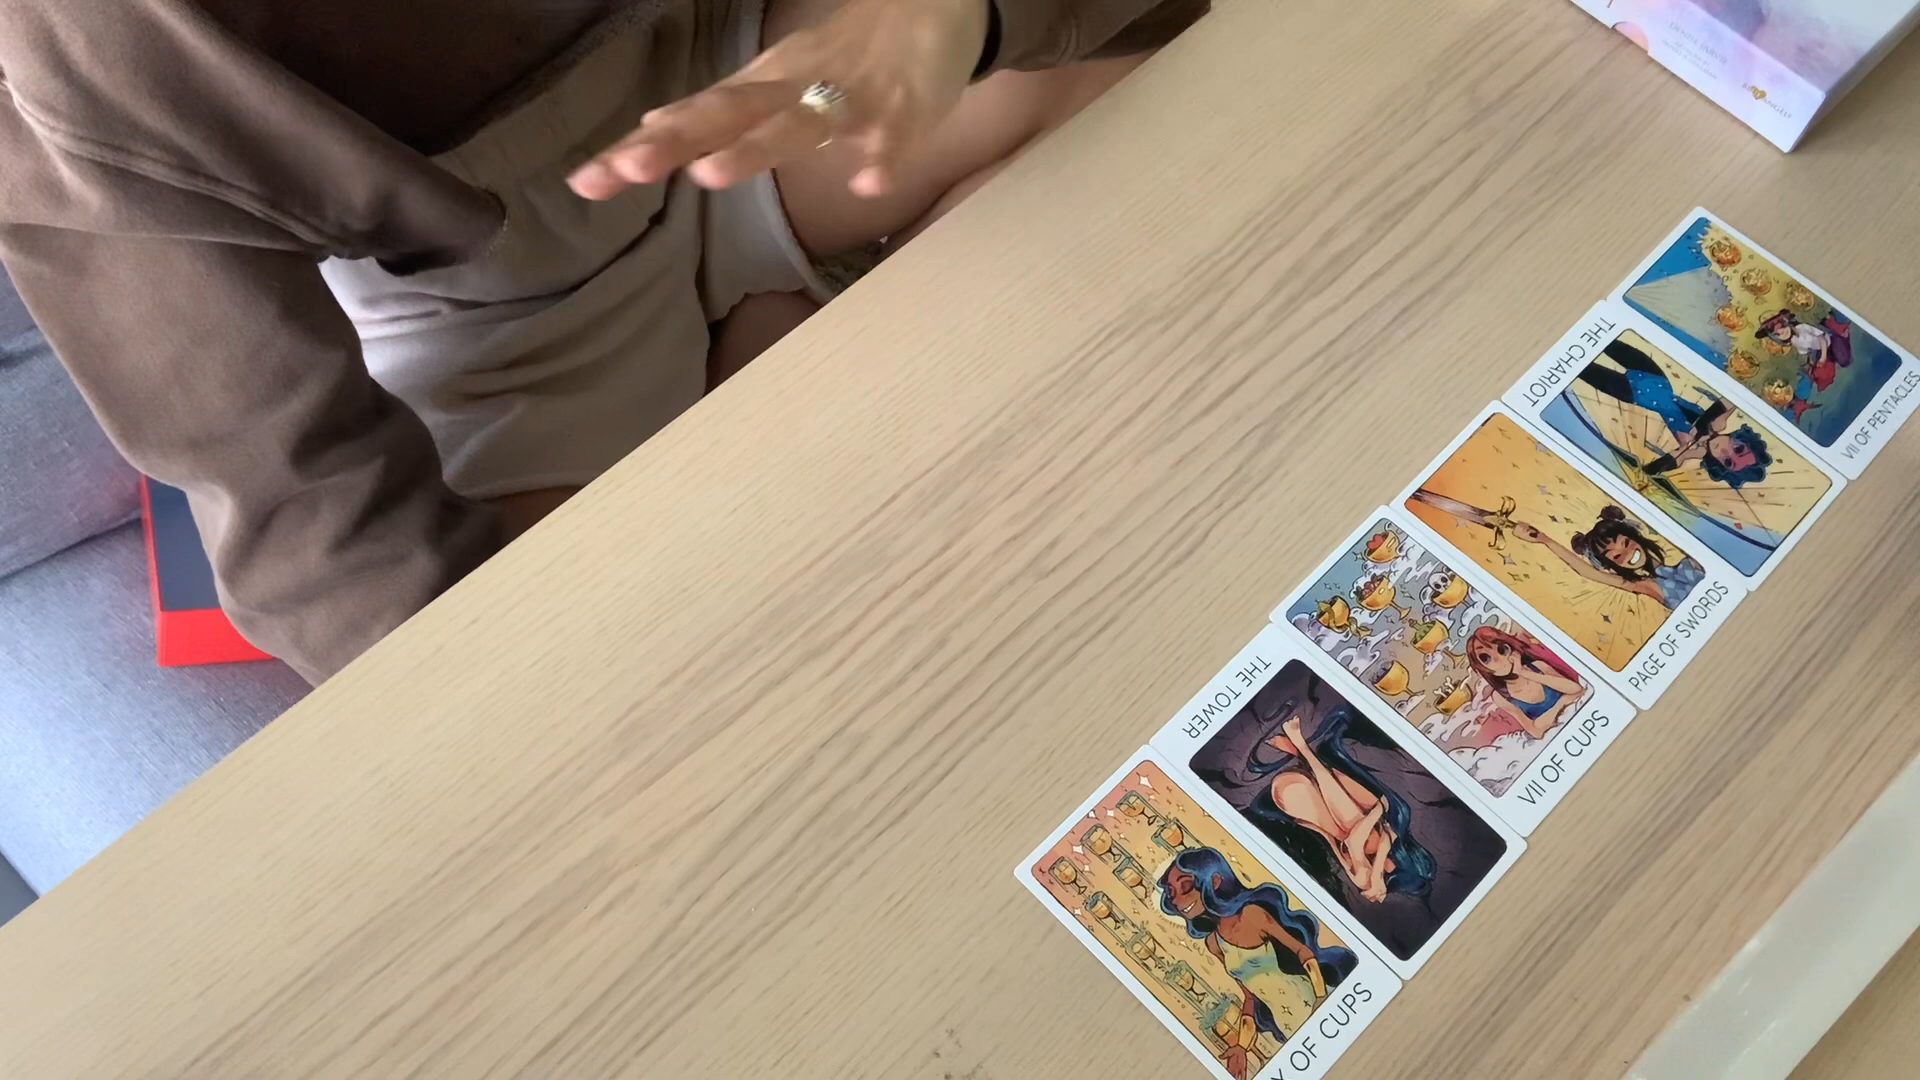 VII OF PENTACLES
THE CHARIOT
PAGE OF SWORDS
VII OF CUPS
THE TOWER
X OF CUPS